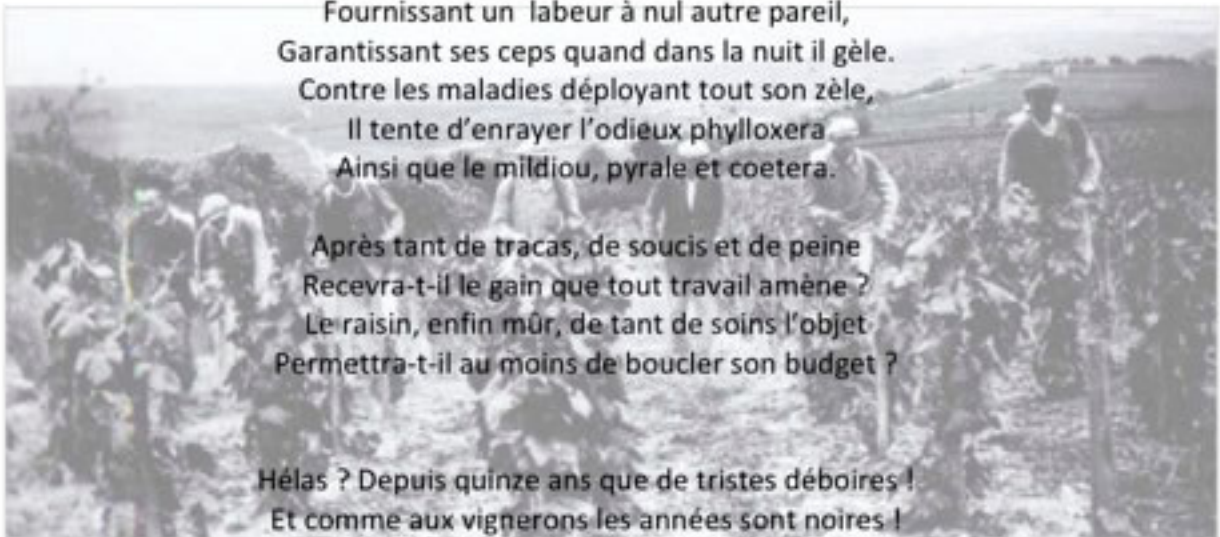 Fournissant un labeur à nul autre pareil,
Garantissant ses ceps quand dans la nuit il gèle.
Contre les maladies déployant tout son zèle,
Il tente d'enrayer l'odieux phylloxera
Ainsi que le mildiou, pyrale et coetera.
Après tant de tracas, de soucis et de peine
Recevra-t-il le gain que tout travail amène ?
Le raisin, enfin mûr, de tant de soins l'objet
Permettra-t-il au moins de boucler son budget ?
Hélas ? Depuis quinze ans que de tristes déboires !
Et comme aux vignerons les années sont noires !